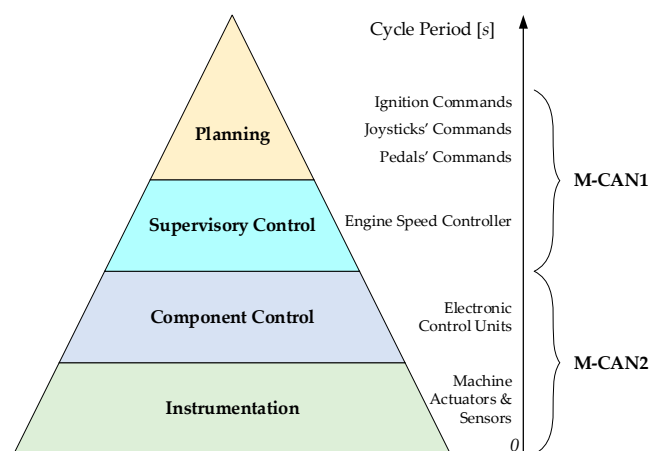 Cycle Period [s]
Ignition Commands
Joysticks' Commands
Planning
Pedals' Commands
M-CAN1
Supervisory Control
Engine Speed Controller
Component Control
Electronic
Control Units
M-CAN2
Instrumentation
Machine
Actuators &
Sensors
0